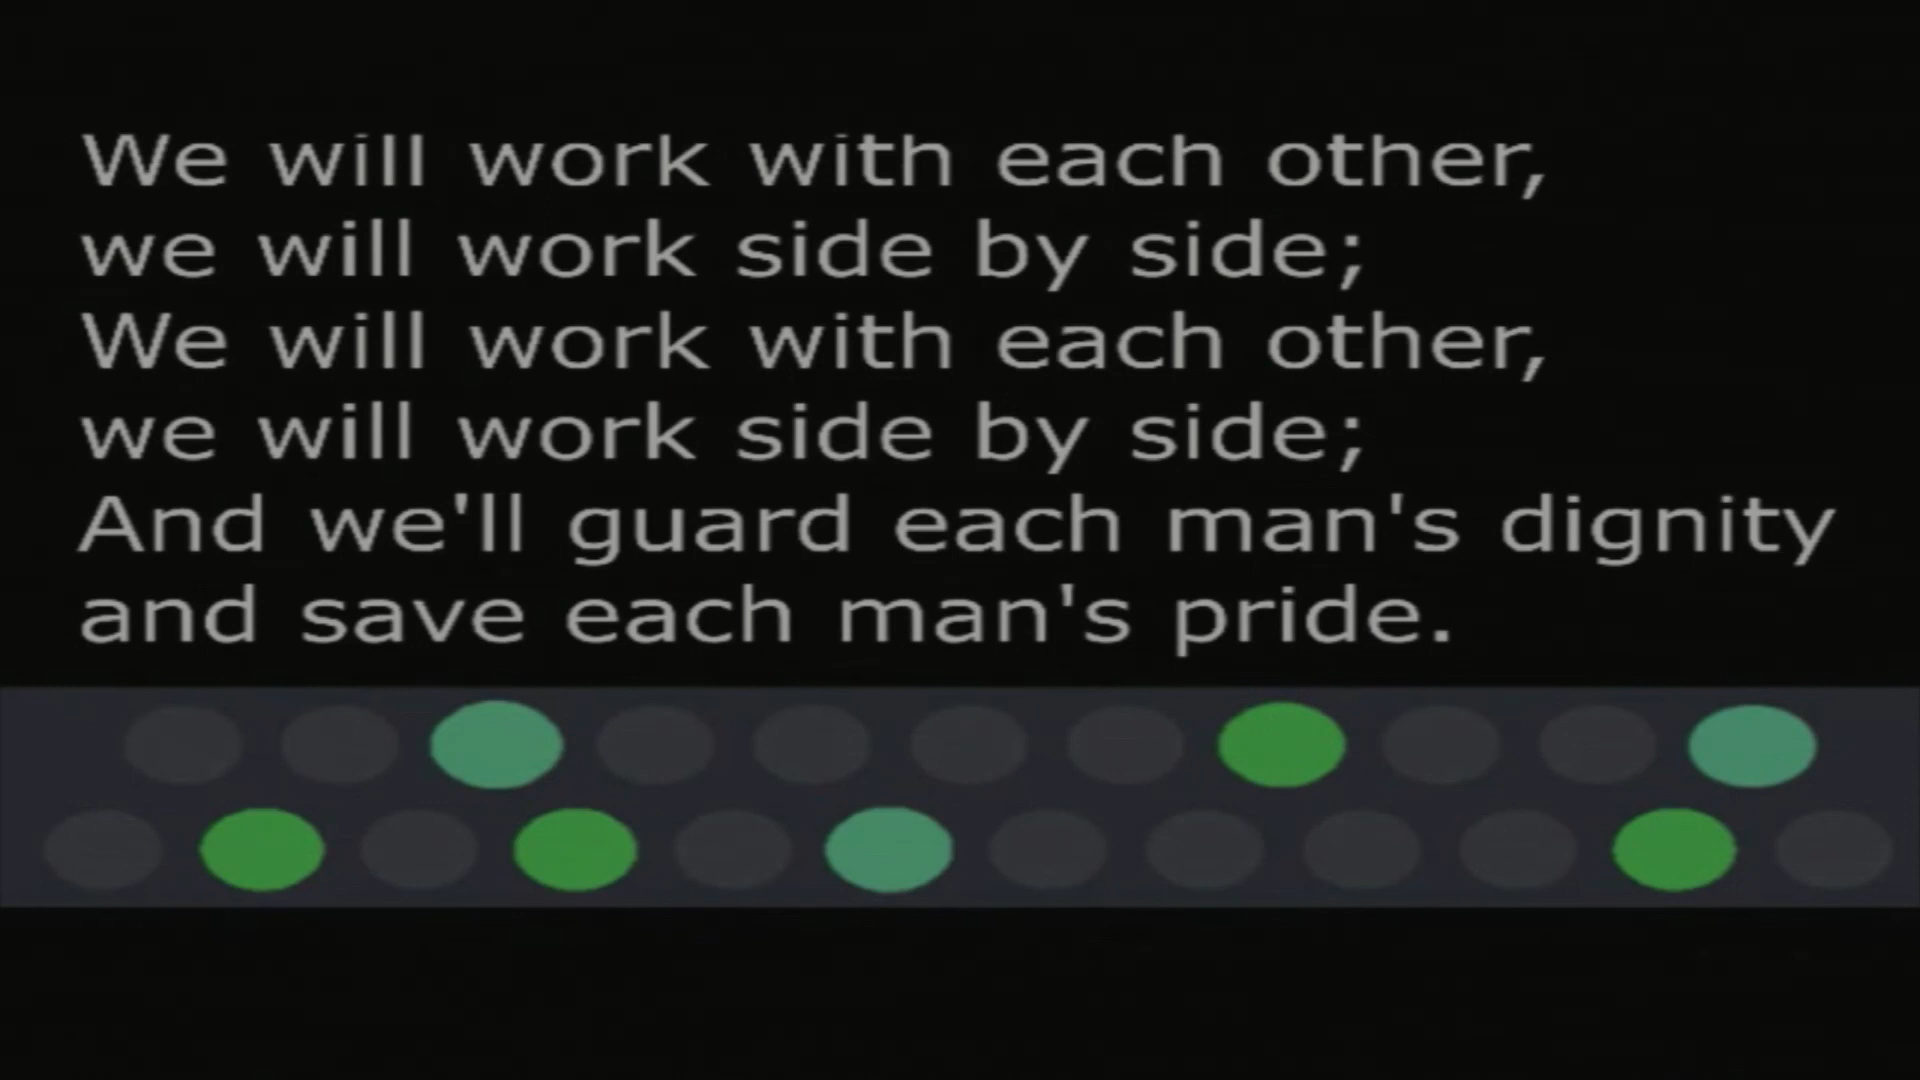 We will work with each other,
we will work side by side;
We will work with each other,
we will work side by side;
And we'll guard each man's dignity
and save each man's pride.